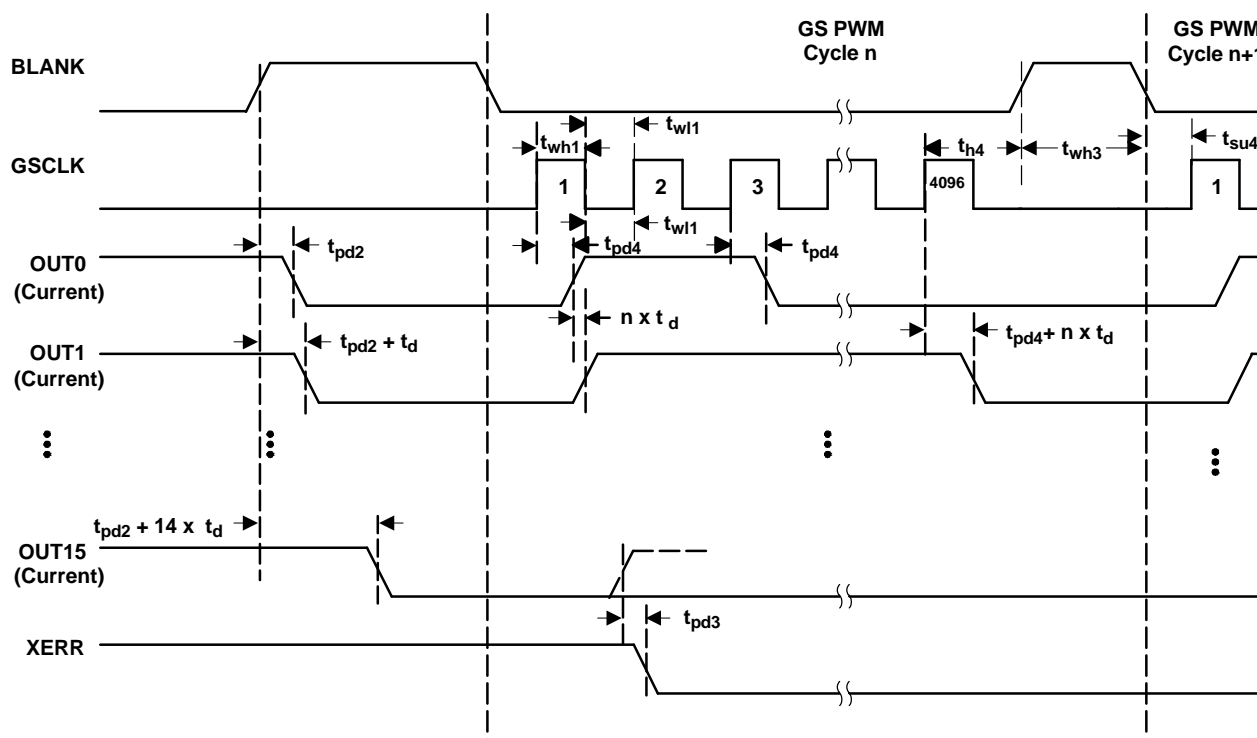 GS PWM
Cycle n
GS PWM
Cycle n+1
BLANK
t_wh1
t_wl1
t_h4
t_wh3
t_su4
GSCLK
1
2
3
4096
1
t_wl1
t_pd2
t_pd4
t_pd4
OUT0
(Current)
n x t_d
t_pd2 + t_d
t_pd4 + n x t_d
OUT1
(Current)
t_pd2 + 14 x t_d
OUT15
(Current)
t_pd3
XERR